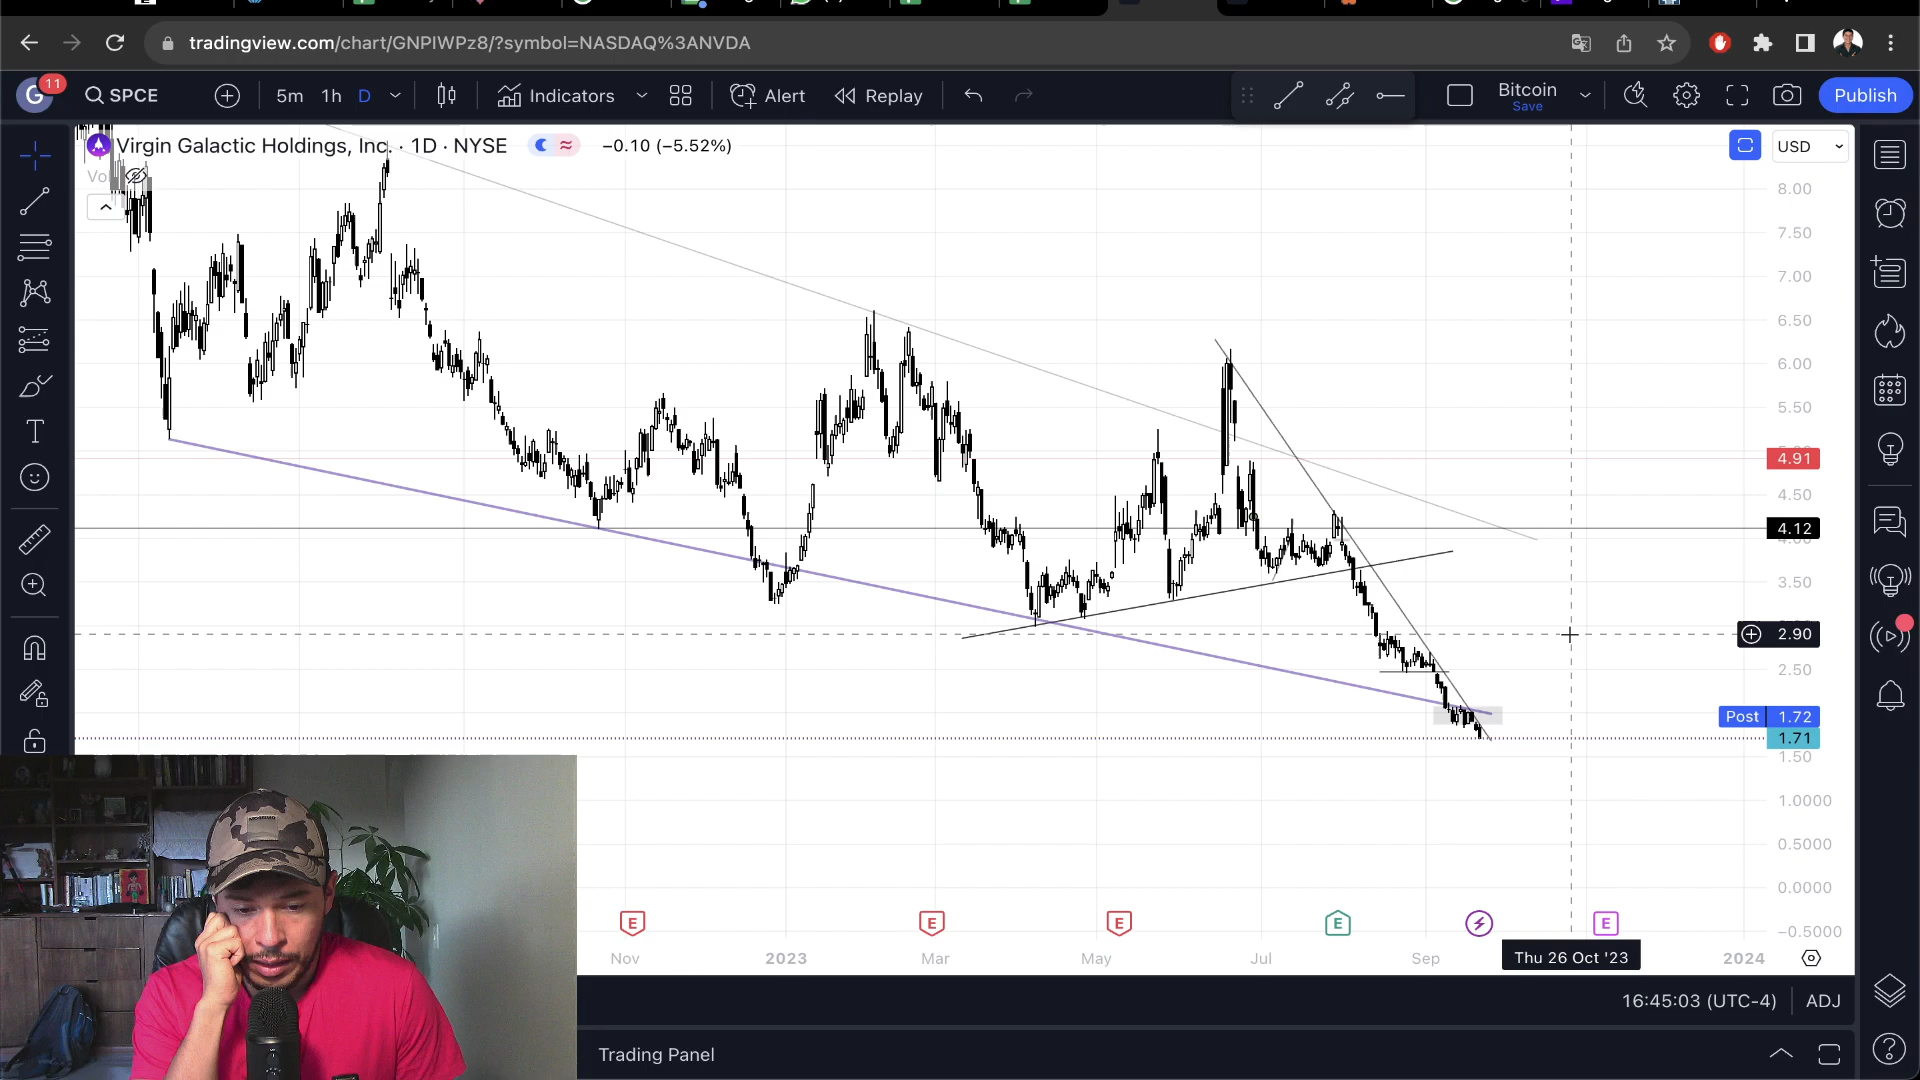 tradingview.com/chart/GNPIWPz8/?symbol=NASDAQ%3ANVDA
G 11 SPCE 5m 1h D Indicators Alert Replay Bitcoin Save Publish
Virgin Galactic Holdings, Inc. · 1D · NYSE −0.10 (−5.52%) USD
Vol
8.00
7.50
7.00
6.50
6.00
5.50
4.91
4.50
4.12
3.50
2.90
2.50
Post 1.72
1.71
1.50
1.0000
0.5000
0.0000
E E E E E
−0.5000
Nov 2023 Mar May Jul Sep Thu 26 Oct '23 2024
16:45:03 (UTC-4) ADJ
Trading Panel